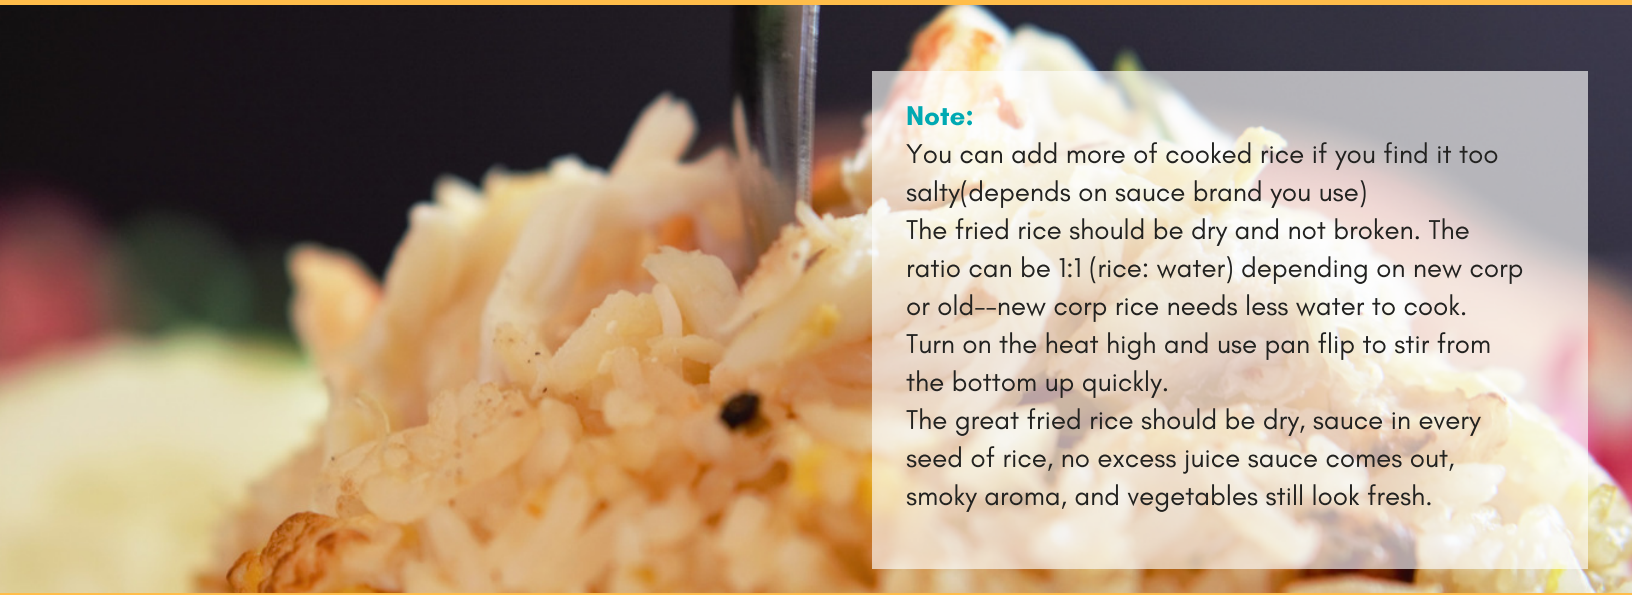 Note:
You can add more of cooked rice if you find it too
salty(depends on sauce brand you use)
The fried rice should be dry and not broken. The
ratio can be 1:1 (rice: water) depending on new corp
or old--new corp rice needs less water to cook.
Turn on the heat high and use pan flip to stir from
the bottom up quickly.
The great fried rice should be dry, sauce in every
seed of rice, no excess juice sauce comes out,
smoky aroma, and vegetables still look fresh.